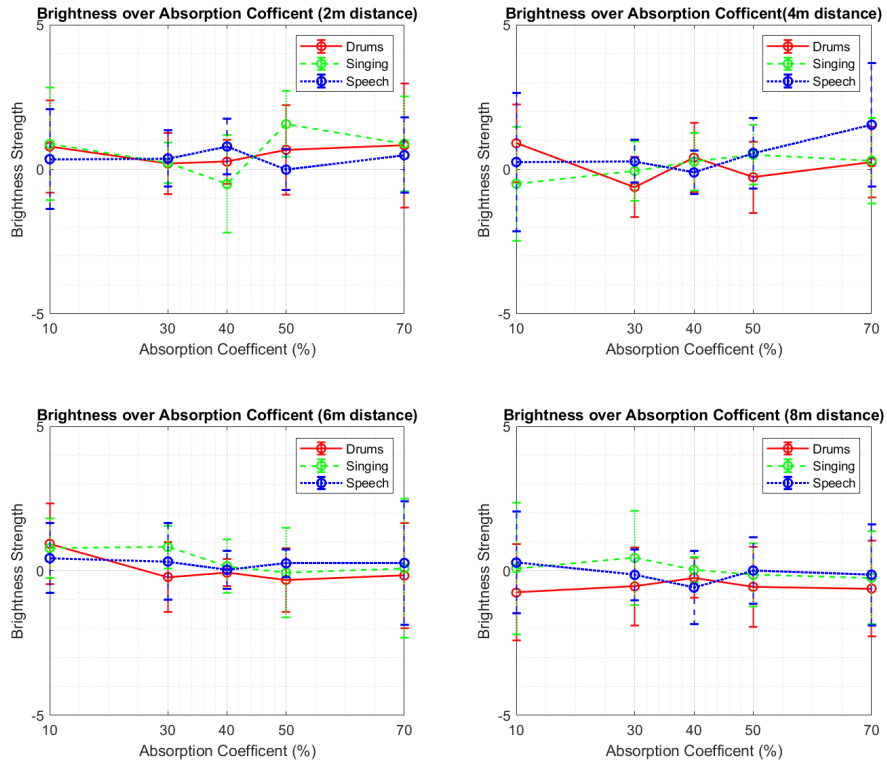 Brightness over Absorption Cofficent (2m distance)
5
0
-5
Brightness Strength
Drums
Singing
Speech
10 30 40 50 70
Absorption Coefficent (%)
Brightness over Absorption Cofficent(4m distance)
5
0
-5
Brightness Strength
Drums
Singing
Speech
10 30 40 50 70
Absorption Coefficent (%)
Brightness over Absorption Cofficent (6m distance)
5
0
-5
Brightness Strength
Drums
Singing
Speech
10 30 40 50 70
Absorption Coefficent (%)
Brightness over Absorption Cofficent (8m distance)
5
0
-5
Brightness Strength
Drums
Singing
Speech
10 30 40 50 70
Absorption Coefficent (%)